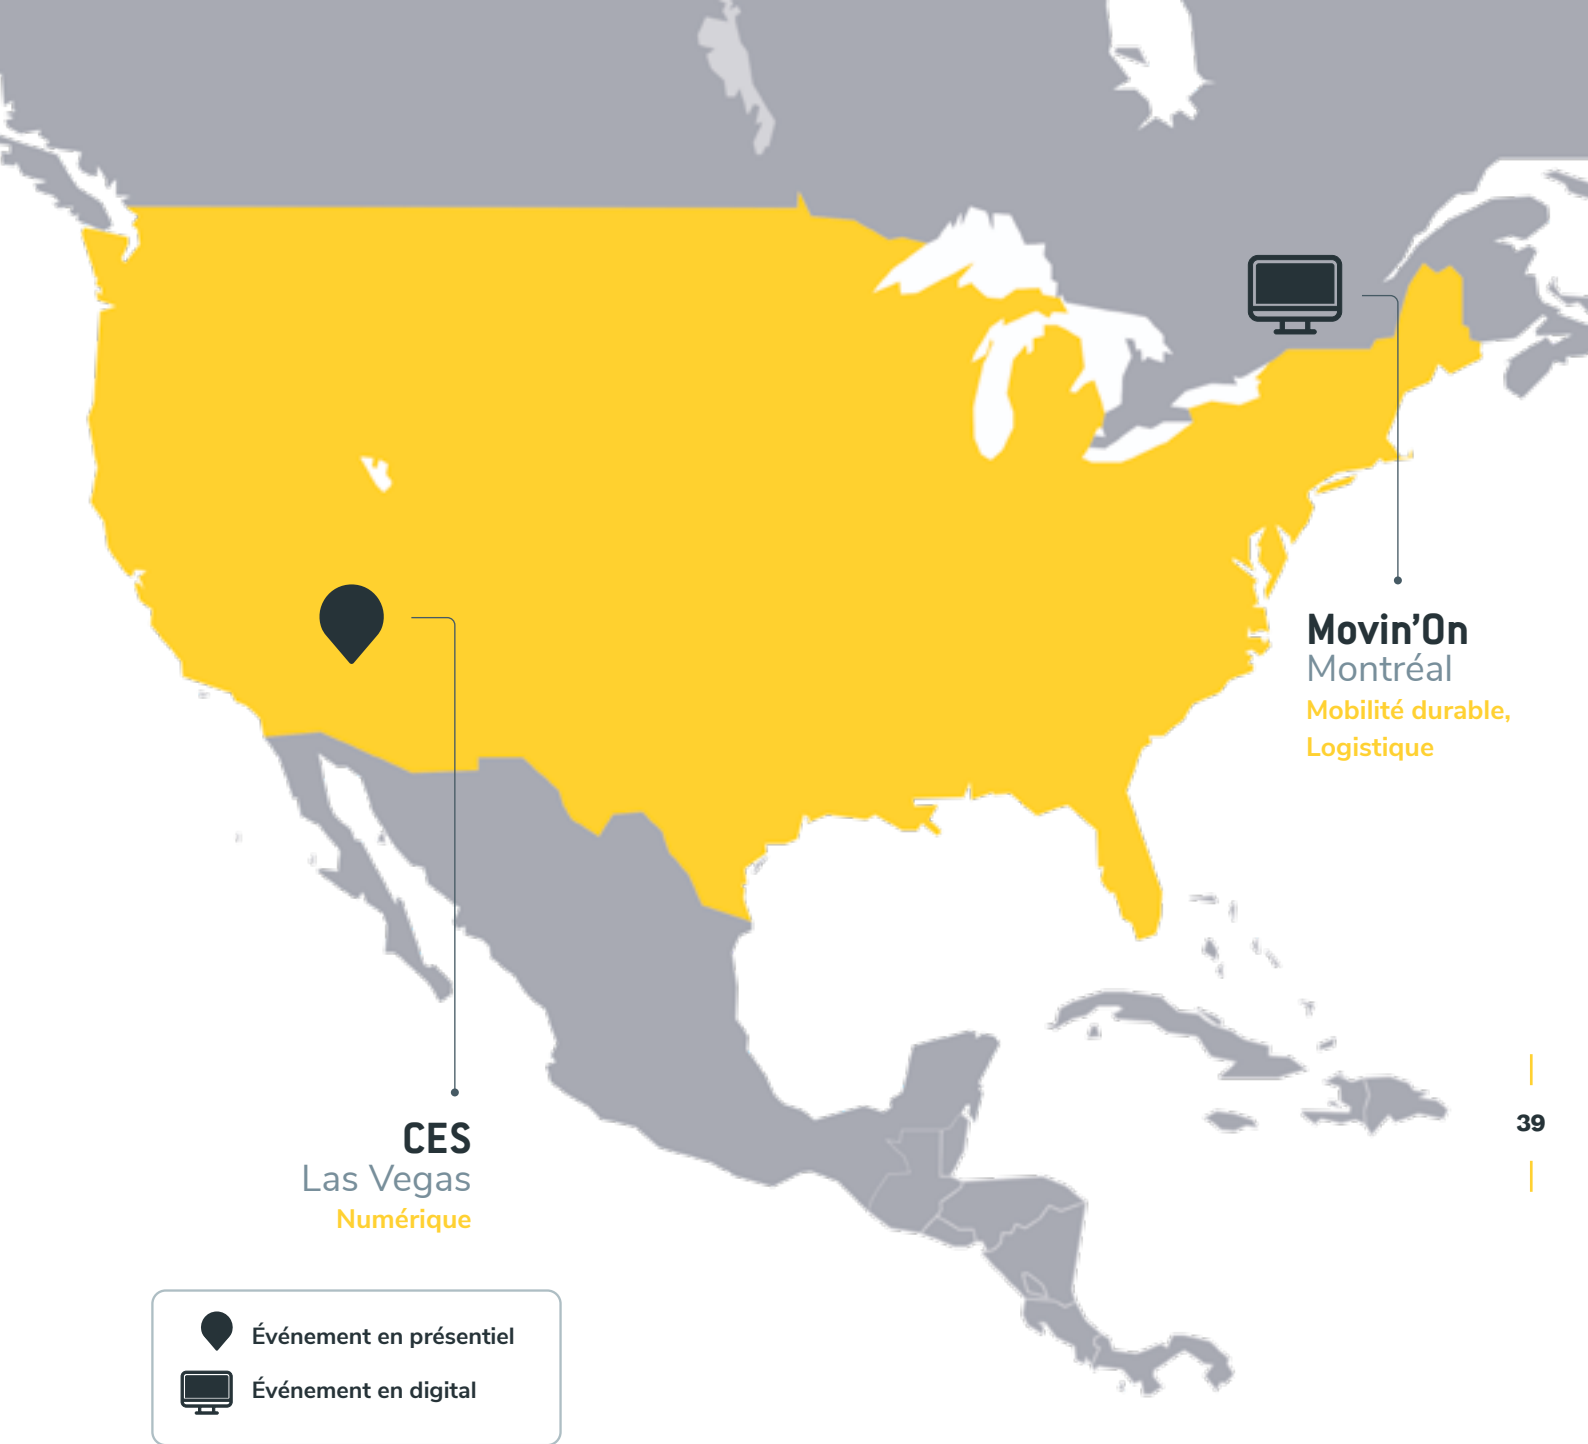 Movin'On
Montréal
Mobilité durable,
Logistique
39
CES
Las Vegas
Numérique
Événement en présentiel
Événement en digital